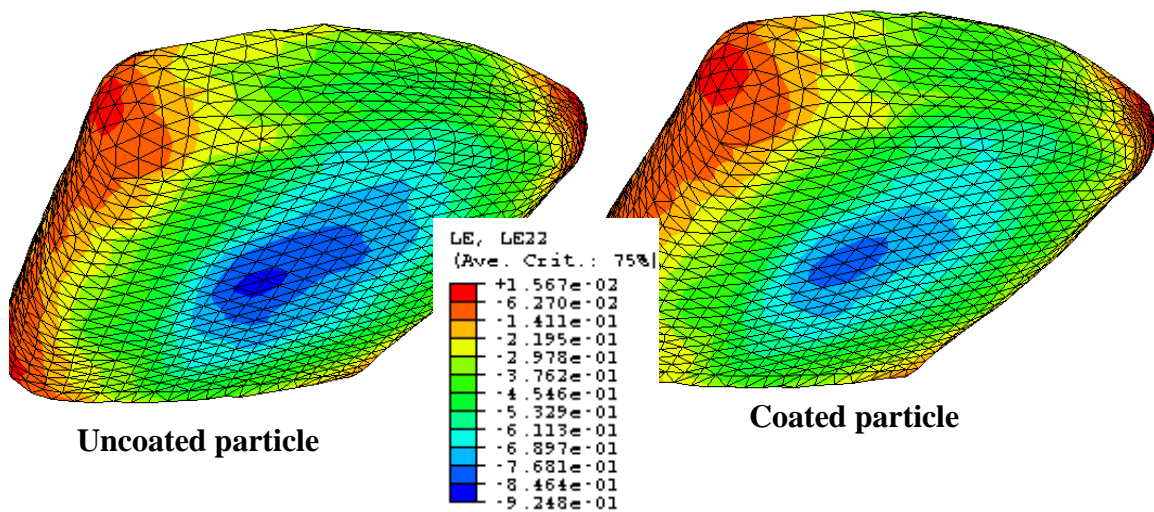 LE, LE22
(Ave. Crit.: 75%)
+1.567e-02
-6.270e-02
-1.411e-01
-2.195e-01
-2.978e-01
-3.762e-01
-4.546e-01
-5.329e-01
-6.113e-01
-6.897e-01
-7.681e-01
-8.464e-01
-9.248e-01
Uncoated particle
Coated particle